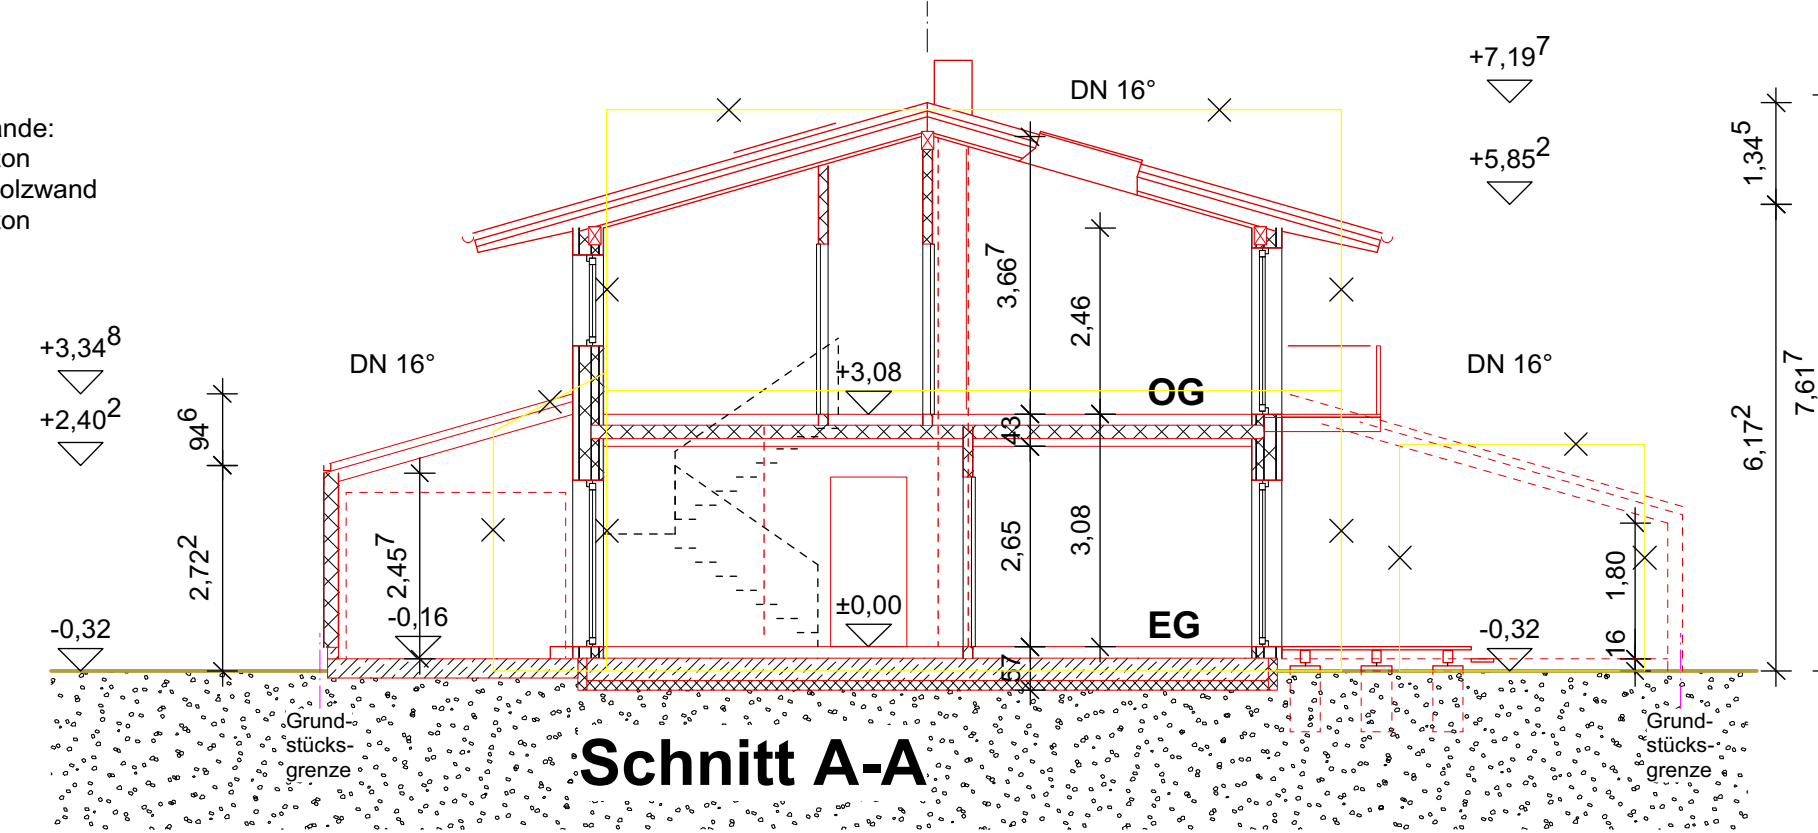 ande:
ton
olzwand
ton
DN 16°
+7,19⁷
+5,85²
1,34⁵
7,61⁷
6,17²
+3,34⁸
+2,40²
DN 16°
94⁶
2,72²
2,45⁷
-0,16
-0,32
3,66⁷
2,46
+3,08
OG
43
2,65
3,08
±0,00
EG
57
DN 16°
1,80
16
-0,32
Grund-
stücks-
grenze
Schnitt A-A
Grund-
stücks-
grenze